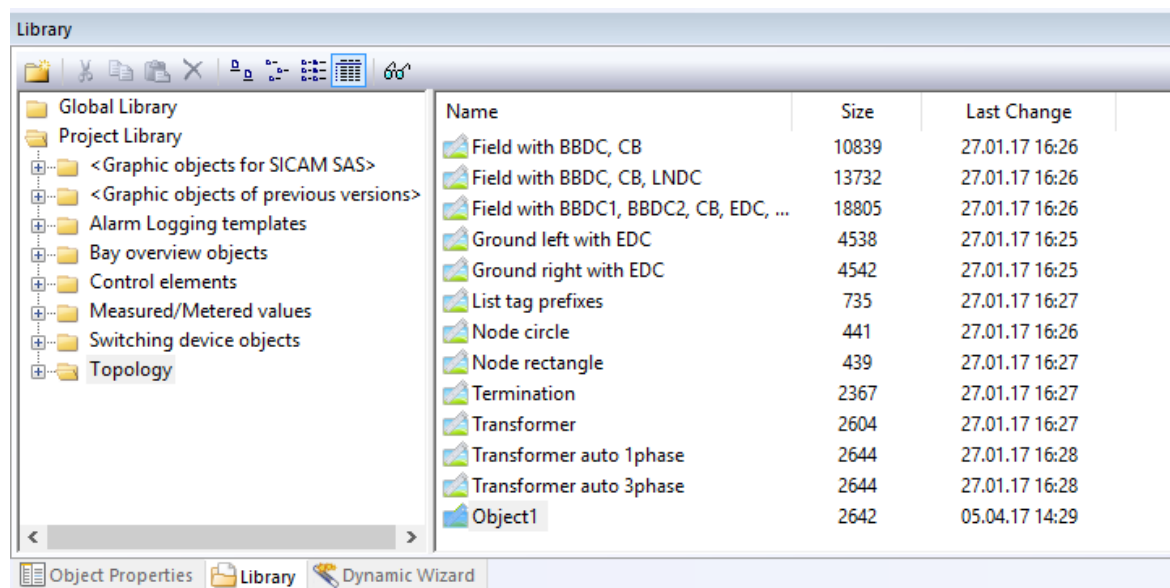 Library
Global Library
Project Library
<Graphic objects for SICAM SAS>
<Graphic objects of previous versions>
Alarm Logging templates
Bay overview objects
Control elements
Measured/Metered values
Switching device objects
Topology
Name Size Last Change
Field with BBDC, CB 10839 27.01.17 16:26
Field with BBDC, CB, LNDC 13732 27.01.17 16:26
Field with BBDC1, BBDC2, CB, EDC, ... 18805 27.01.17 16:26
Ground left with EDC 4538 27.01.17 16:25
Ground right with EDC 4542 27.01.17 16:25
List tag prefixes 735 27.01.17 16:27
Node circle 441 27.01.17 16:26
Node rectangle 439 27.01.17 16:27
Termination 2367 27.01.17 16:27
Transformer 2604 27.01.17 16:27
Transformer auto 1phase 2644 27.01.17 16:28
Transformer auto 3phase 2644 27.01.17 16:28
Object1 2642 05.04.17 14:29
Object Properties Library Dynamic Wizard